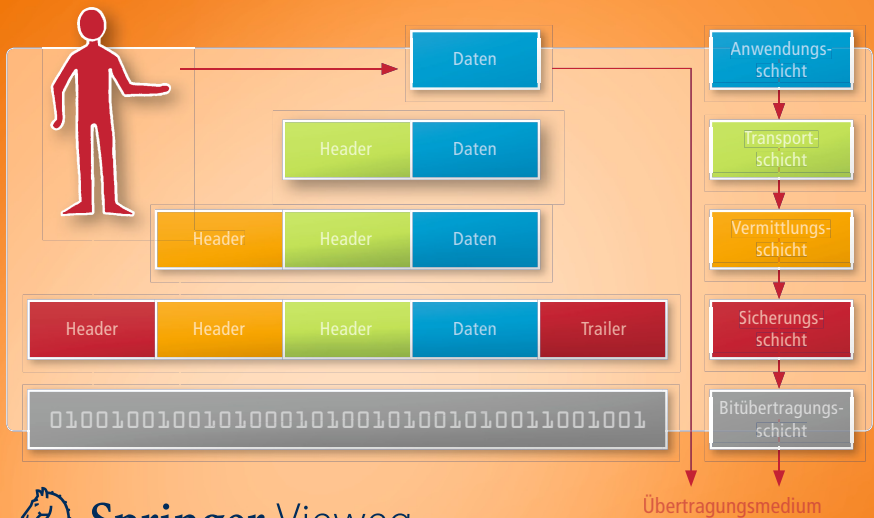 Daten
Anwendungs-
schicht
Header Daten
Transport-
schicht
Header Header Daten
Vermittlungs-
schicht
Header Header Header Daten Trailer
Sicherungs-
schicht
0100100100101000101001010010100110010​01
Bitübertragungs-
schicht
Übertragungsmedium
Springer Vieweg